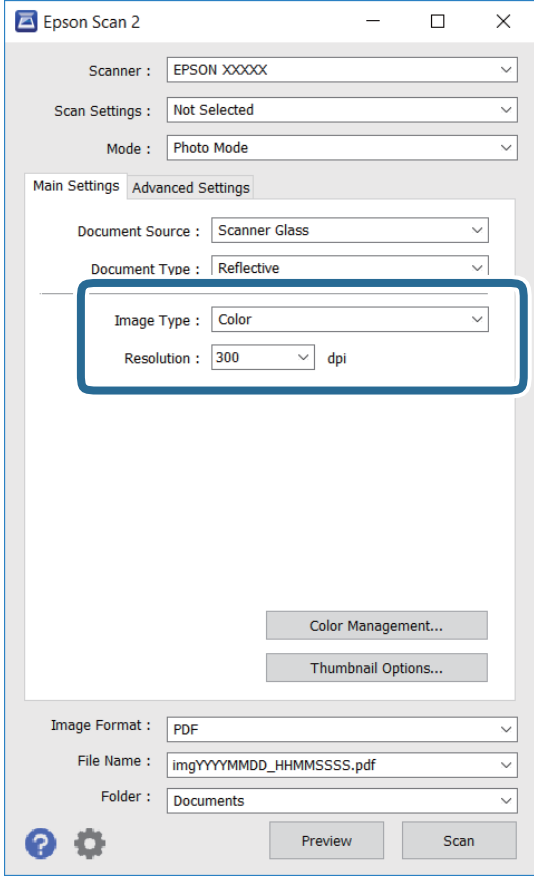 Epson Scan 2
Scanner : EPSON XXXXX
Scan Settings : Not Selected
Mode : Photo Mode
Main Settings Advanced Settings
Document Source : Scanner Glass
Document Type : Reflective
Image Type : Color
Resolution : 300 dpi
Color Management...
Thumbnail Options...
Image Format : PDF
File Name : imgYYYYMMDD_HHMMSSSS.pdf
Folder : Documents
? Preview Scan